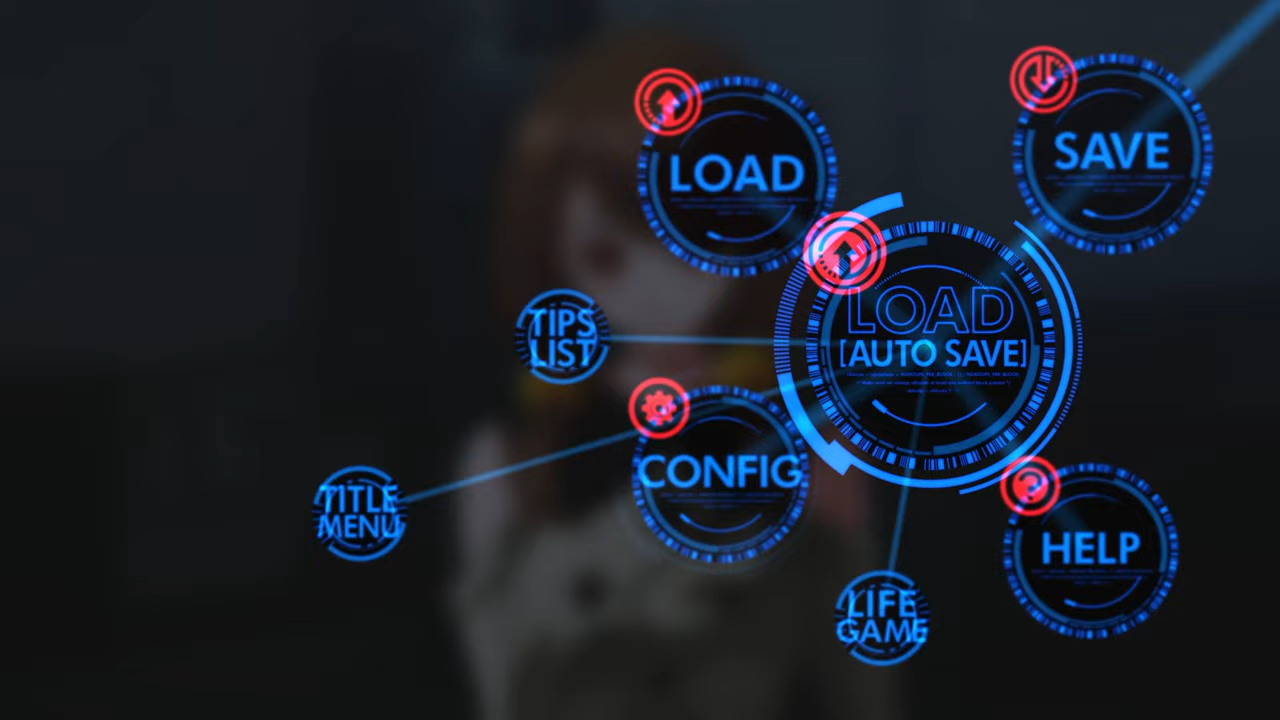 LOAD
SAVE
LOAD
[AUTO SAVE]
TIPS
LIST
CONFIG
TITLE
MENU
HELP
LIFE
GAME